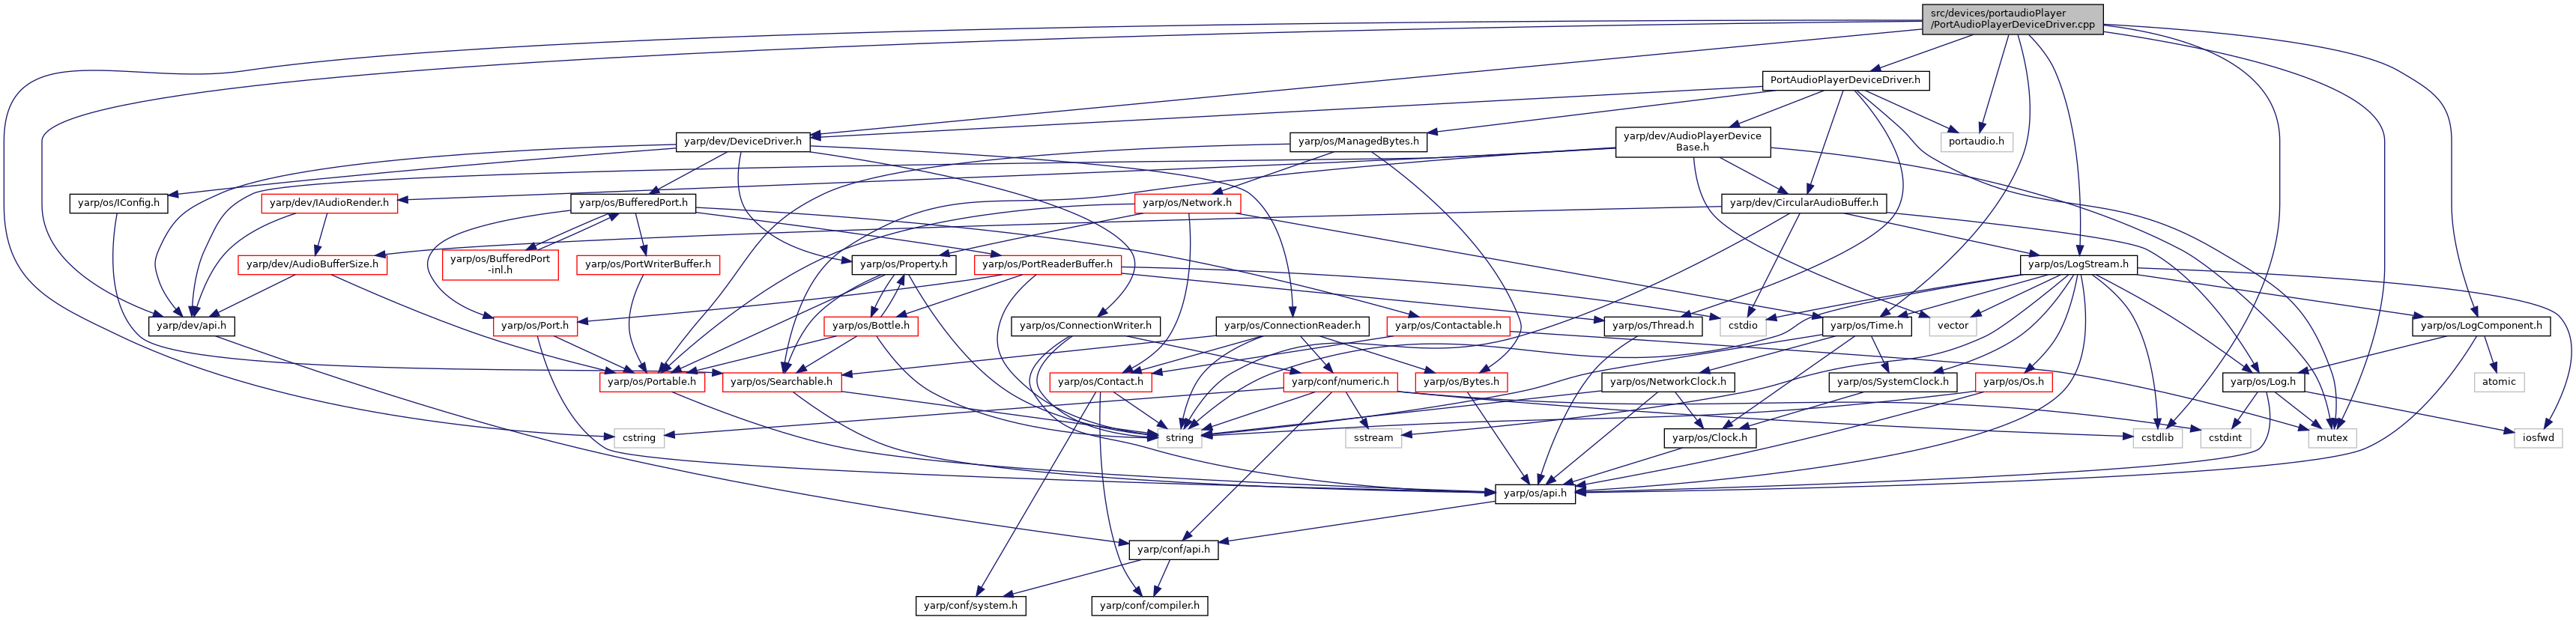 src/devices/portaudioPlayer
/PortAudioPlayerDeviceDriver.cpp
PortAudioPlayerDeviceDriver.h
yarp/dev/DeviceDriver.h
yarp/os/ManagedBytes.h
yarp/dev/AudioPlayerDevice
Base.h
portaudio.h
yarp/os/IConfig.h
yarp/dev/IAudioRender.h
yarp/os/BufferedPort.h
yarp/os/Network.h
yarp/dev/CircularAudioBuffer.h
yarp/dev/AudioBufferSize.h
yarp/os/BufferedPort
-inl.h
yarp/os/PortWriterBuffer.h
yarp/os/Property.h
yarp/os/PortReaderBuffer.h
yarp/os/LogStream.h
yarp/dev/api.h
yarp/os/Port.h
yarp/os/Bottle.h
yarp/os/ConnectionWriter.h
yarp/os/ConnectionReader.h
yarp/os/Contactable.h
yarp/os/Thread.h
cstdio
yarp/os/Time.h
vector
yarp/os/LogComponent.h
yarp/os/Portable.h
yarp/os/Searchable.h
yarp/os/Contact.h
yarp/conf/numeric.h
yarp/os/Bytes.h
yarp/os/NetworkClock.h
yarp/os/SystemClock.h
yarp/os/Os.h
yarp/os/Log.h
atomic
cstring
string
sstream
yarp/os/Clock.h
cstdlib
cstdint
mutex
iosfwd
yarp/os/api.h
yarp/conf/api.h
yarp/conf/system.h
yarp/conf/compiler.h